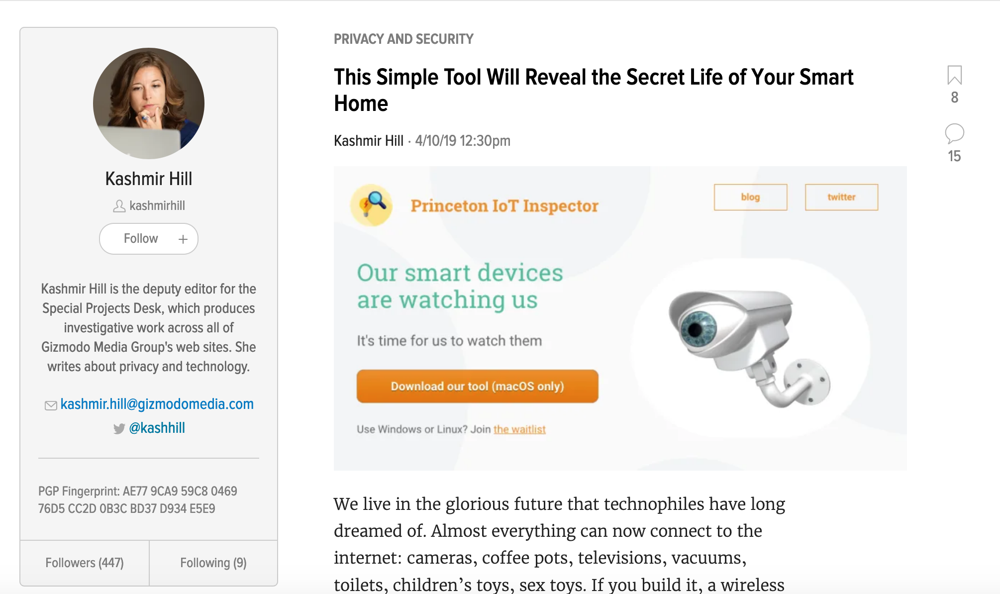 Kashmir Hill
kashmirhill
Follow +
Kashmir Hill is the deputy editor for the
Special Projects Desk, which produces
investigative work across all of
Gizmodo Media Group's web sites. She
writes about privacy and technology.
kashmir.hill@gizmodomedia.com
@kashhill
PGP Fingerprint: AE77 9CA9 59C8 0469
76D5 CC2D 0B3C BD37 D934 E5E9
Followers (447)
Following (9)
PRIVACY AND SECURITY
This Simple Tool Will Reveal the Secret Life of Your Smart
Home
Kashmir Hill · 4/10/19 12:30pm
8
15
Princeton IoT Inspector
blog
twitter
Our smart devices
are watching us
It's time for us to watch them
Download our tool (macOS only)
Use Windows or Linux? Join the waitlist
We live in the glorious future that technophiles have long
dreamed of. Almost everything can now connect to the
internet: cameras, coffee pots, televisions, vacuums,
toilets, children’s toys, sex toys. If you build it, a wireless